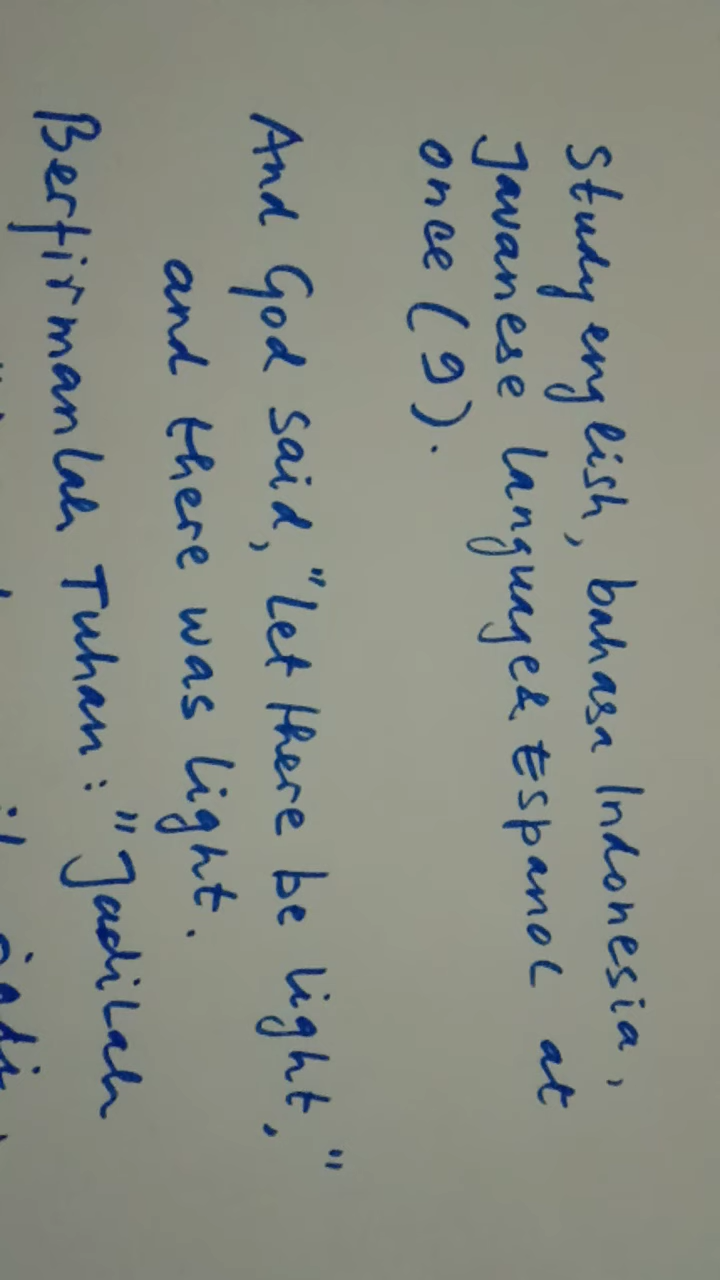 Study english, bahasa Indonesia,
Javanese language & Espanol at
once (9).
And God said, "Let there be light,"
and there was light.
Berfirmanlah Tuhan: "Jadilah